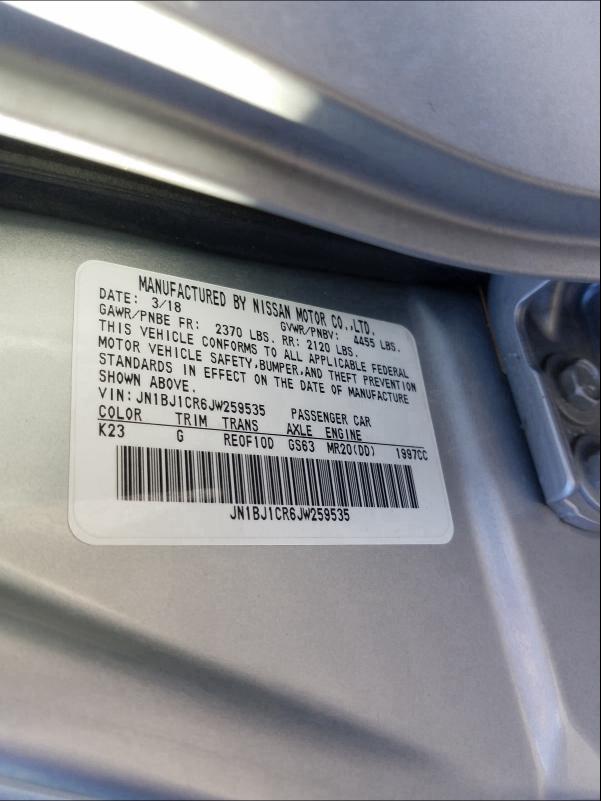 MANUFACTURED BY NISSAN MOTOR CO.,LTD.
DATE: 3/18 GVWR/PNBV: 4455 LBS.
GAWR/PNBE FR: 2370 LBS. RR: 2120 LBS.
THIS VEHICLE CONFORMS TO ALL APPLICABLE FEDERAL
MOTOR VEHICLE SAFETY,BUMPER,AND THEFT PREVENTION
STANDARDS IN EFFECT ON THE DATE OF MANUFACTURE
SHOWN ABOVE.
VIN: JN1BJ1CR6JW259535 PASSENGER CAR
COLOR TRIM TRANS AXLE ENGINE
K23 G RE0F10D GS63 MR20(DD) 1997CC
JN1BJ1CR6JW259535